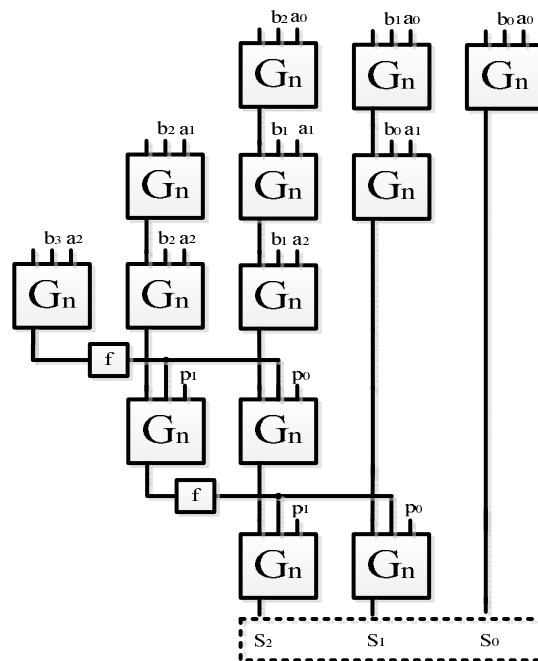 b₂ a₀ b₁ a₀ b₀ a₀
Gₙ Gₙ Gₙ
b₂ a₁ b₁ a₁ b₀ a₁
Gₙ Gₙ Gₙ
b₃ a₂ b₂ a₂ b₁ a₂
Gₙ Gₙ Gₙ
f
p₁ p₀
Gₙ Gₙ
f
p₁ p₀
Gₙ Gₙ
S₂ S₁ S₀